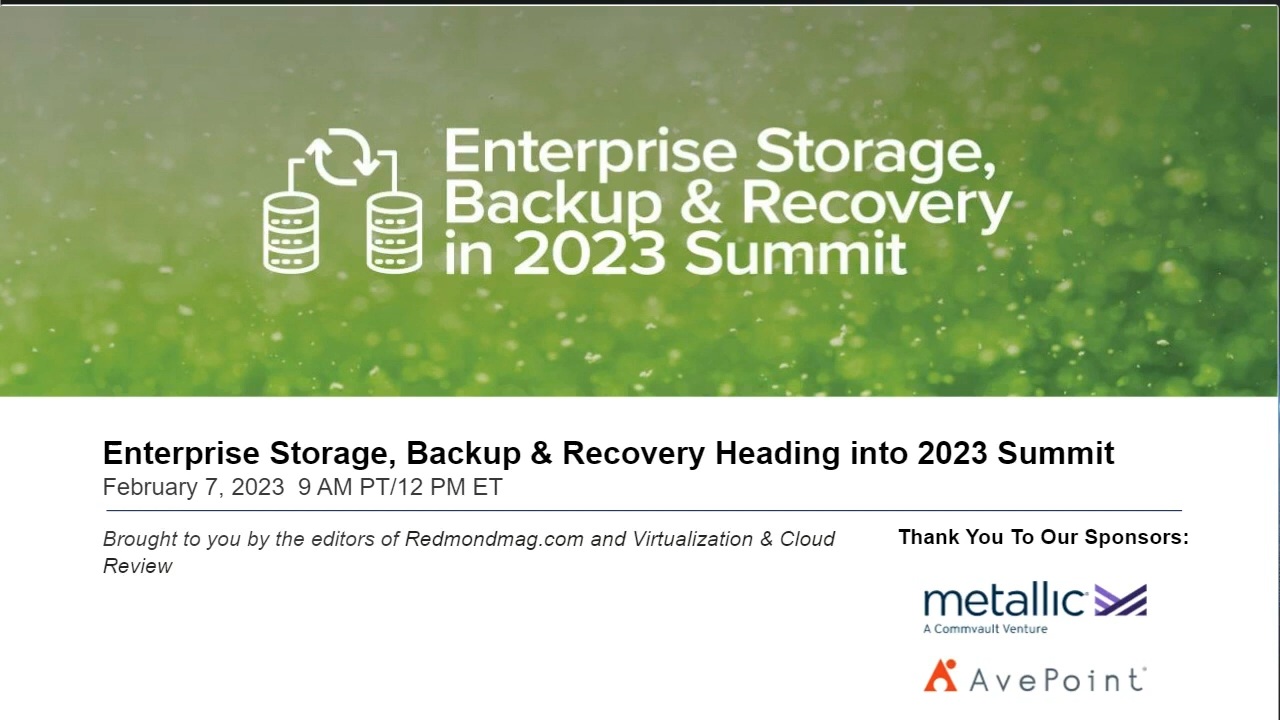 Enterprise Storage,
Backup & Recovery
in 2023 Summit
Enterprise Storage, Backup & Recovery Heading into 2023 Summit
February 7, 2023  9 AM PT/12 PM ET
Brought to you by the editors of Redmondmag.com and Virtualization & Cloud
Review
Thank You To Our Sponsors:
metallic
A Commvault Venture
AvePoint